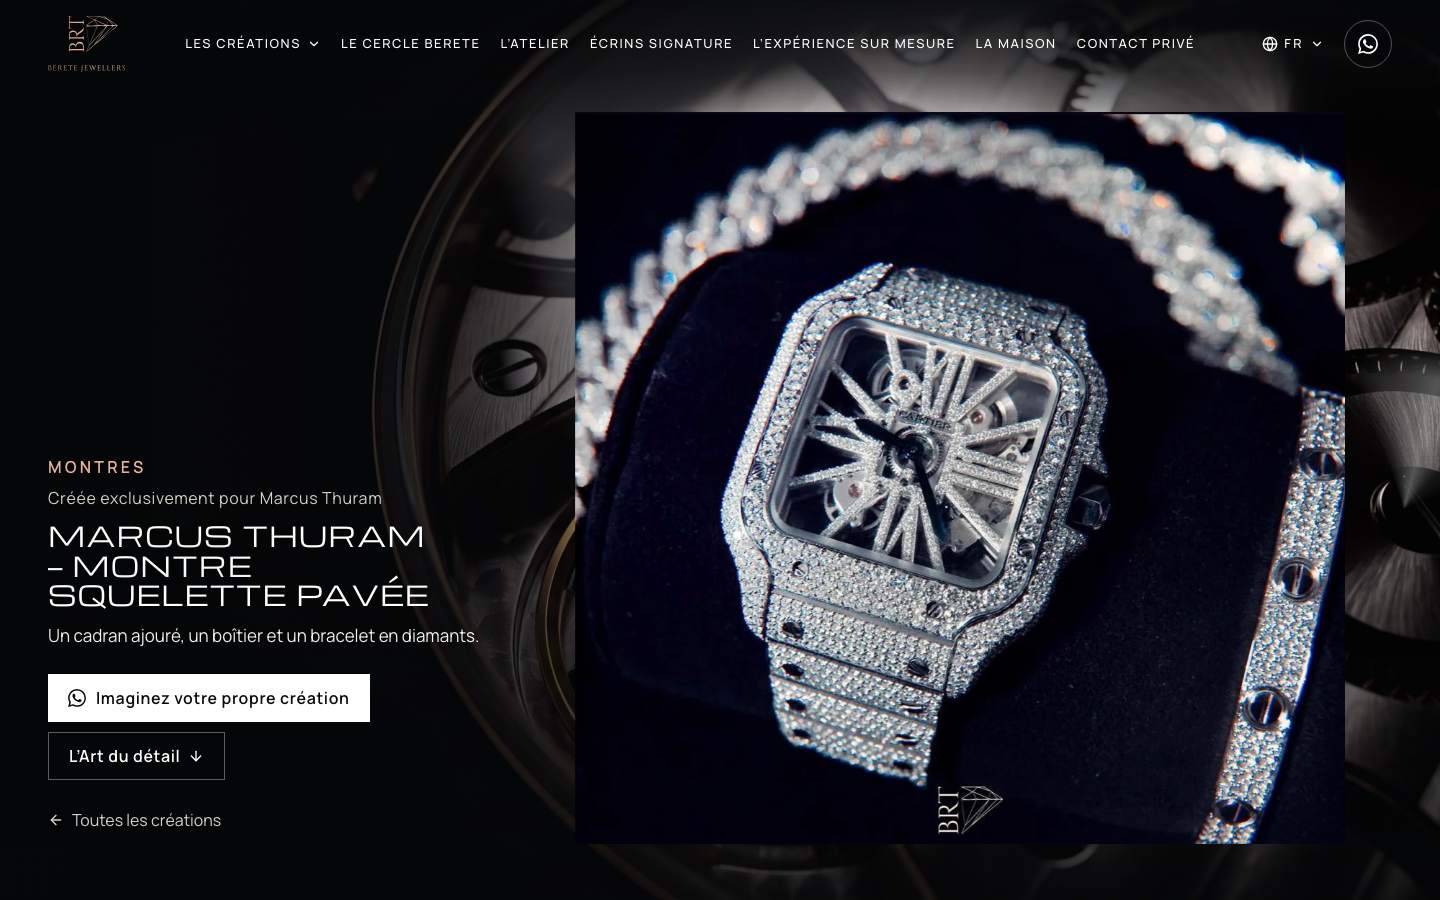 BRT
BERETE JEWELLERS
LES CRÉATIONS
LE CERCLE BERETE
L'ATELIER
ÉCRINS SIGNATURE
L'EXPÉRIENCE SUR MESURE
LA MAISON
CONTACT PRIVÉ
FR
MONTRES
Créée exclusivement pour Marcus Thuram
MARCUS THURAM
– MONTRE
SQUELETTE PAVÉE
Un cadran ajouré, un boîtier et un bracelet en diamants.
Imaginez votre propre création
L'Art du détail ↓
← Toutes les créations
CARTIER
BRT